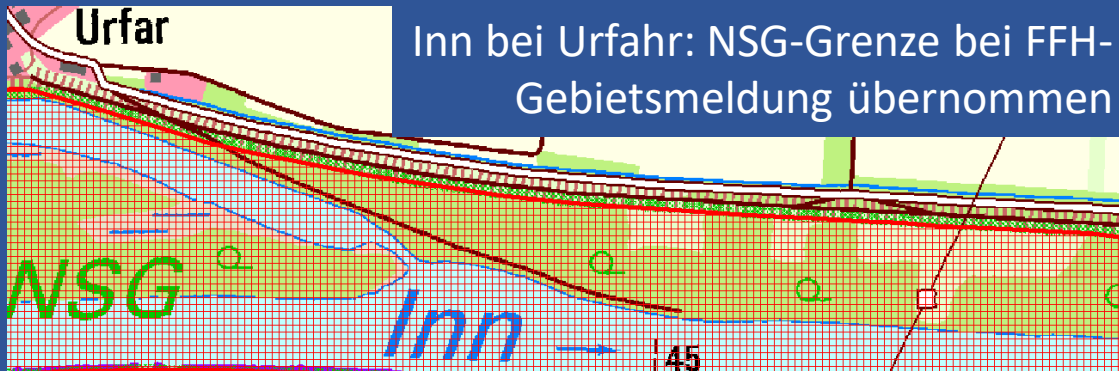 Urfar
Inn bei Urfahr: NSG-Grenze bei FFH-
Gebietsmeldung übernommen
NSG
Inn
45